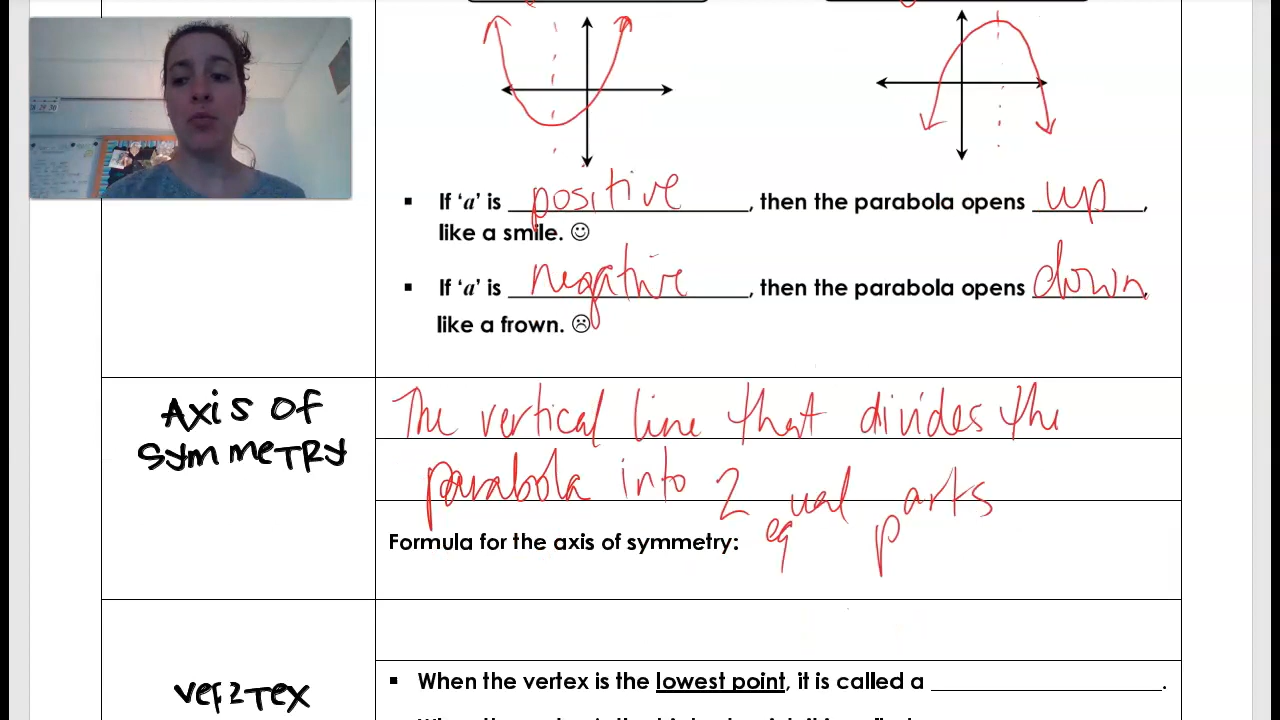 If ‘a’ is positive, then the parabola opens up,
like a smile. ☺
If ‘a’ is negative, then the parabola opens down,
like a frown. ☹
Axis of
Symmetry
The vertical line that divides the
parabola into 2 equal parts
Formula for the axis of symmetry:
Vertex
When the vertex is the lowest point, it is called a ______.